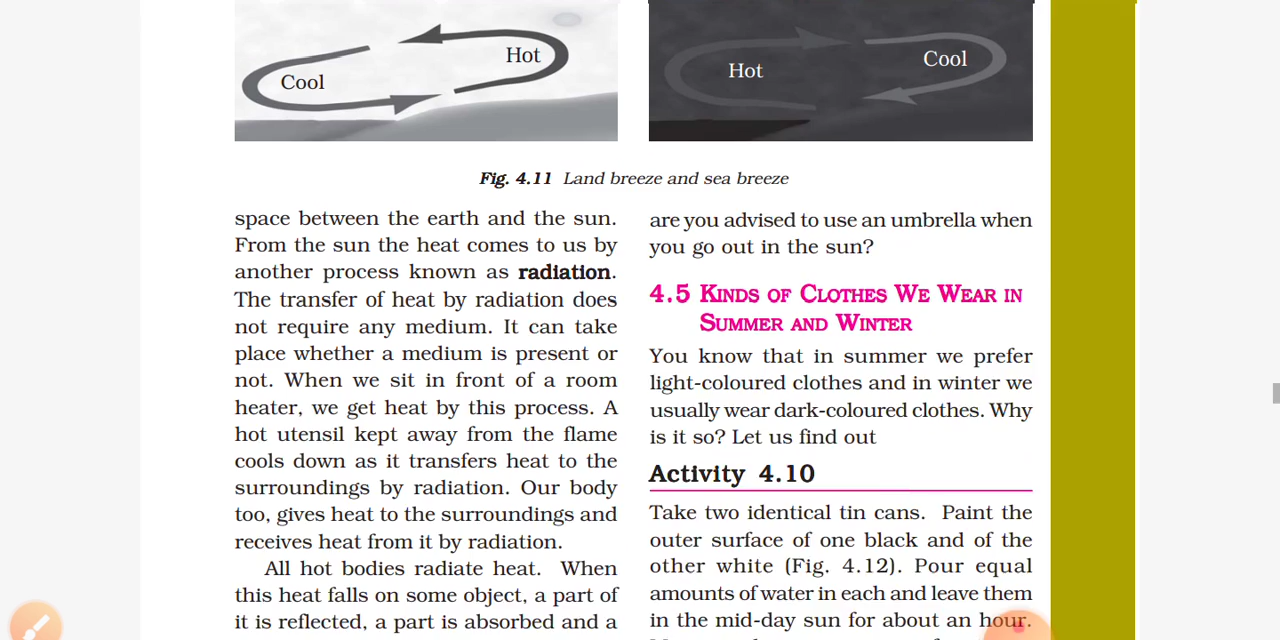 Cool
Hot
Hot
Cool
Fig. 4.11 Land breeze and sea breeze
space between the earth and the sun.
From the sun the heat comes to us by
another process known as radiation.
The transfer of heat by radiation does
not require any medium. It can take
place whether a medium is present or
not. When we sit in front of a room
heater, we get heat by this process. A
hot utensil kept away from the flame
cools down as it transfers heat to the
surroundings by radiation. Our body
too, gives heat to the surroundings and
receives heat from it by radiation.
All hot bodies radiate heat. When
this heat falls on some object, a part of
it is reflected, a part is absorbed and a
are you advised to use an umbrella when
you go out in the sun?
4.5 KINDS OF CLOTHES WE WEAR IN
SUMMER AND WINTER
You know that in summer we prefer
light-coloured clothes and in winter we
usually wear dark-coloured clothes. Why
is it so? Let us find out
Activity 4.10
Take two identical tin cans. Paint the
outer surface of one black and of the
other white (Fig. 4.12). Pour equal
amounts of water in each and leave them
in the mid-day sun for about an hour.